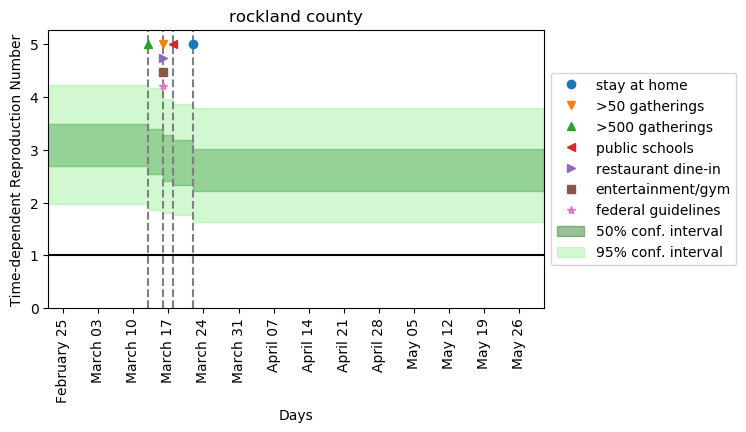 rockland county
Time-dependent Reproduction Number
5
4
3
2
1
0
February 25
March 03
March 10
March 17
March 24
March 31
April 07
April 14
April 21
April 28
May 05
May 12
May 19
May 26
Days
stay at home
>50 gatherings
>500 gatherings
public schools
restaurant dine-in
entertainment/gym
federal guidelines
50% conf. interval
95% conf. interval